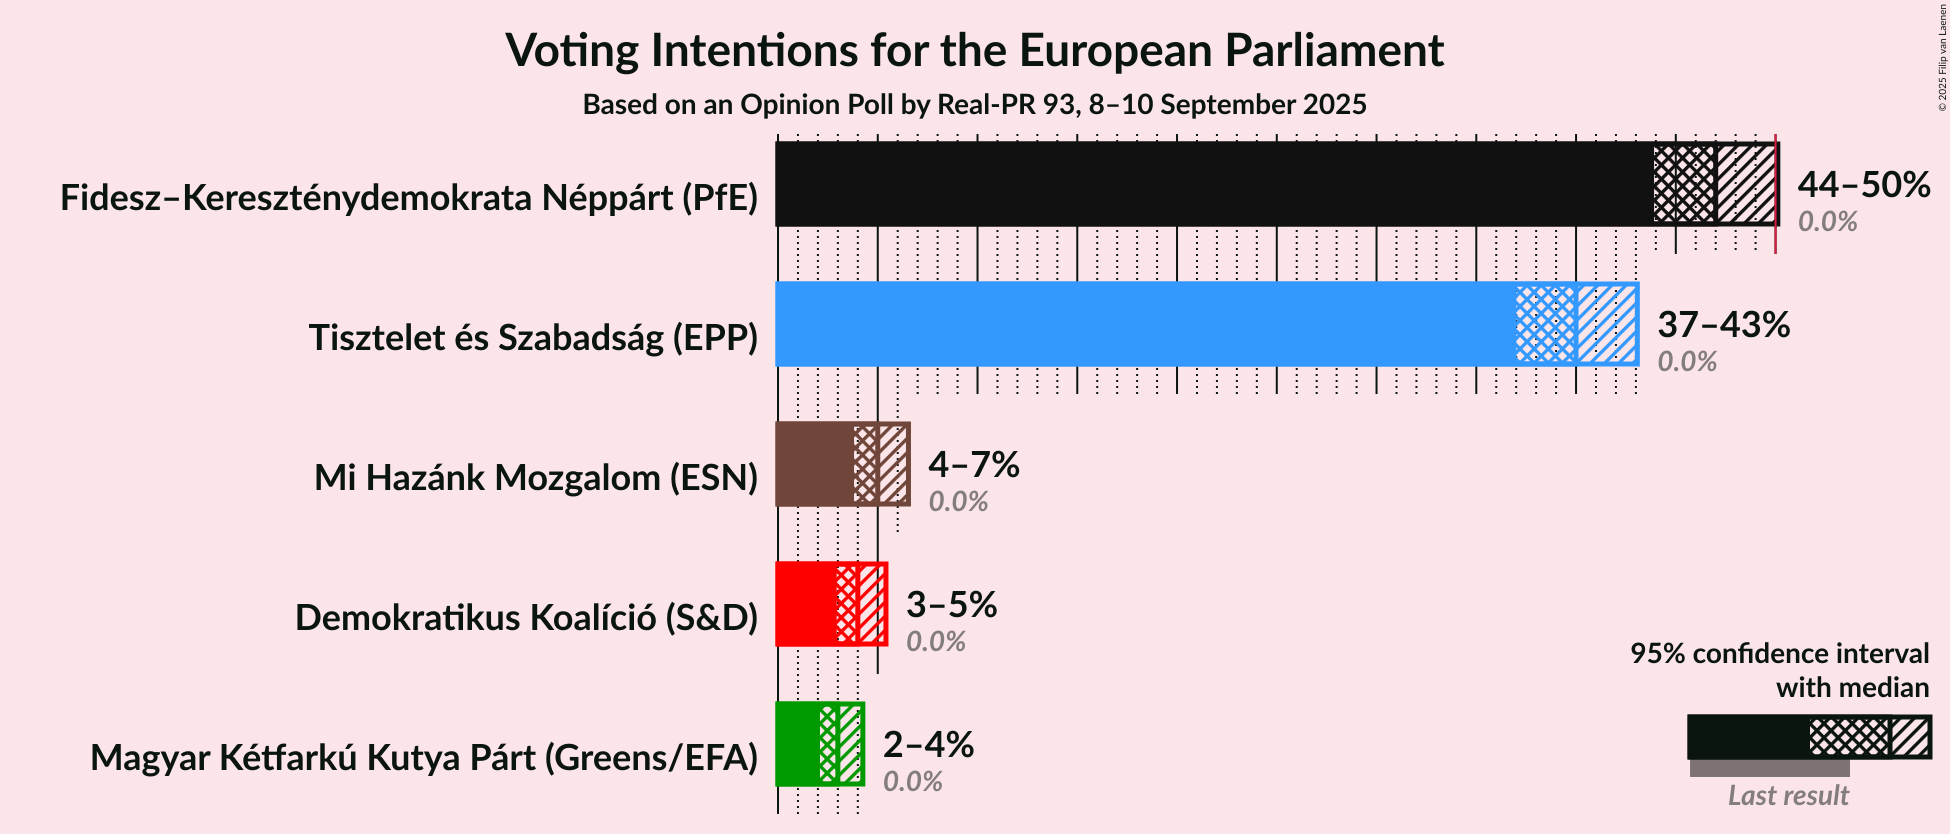 Voting Intentions for the European Parliament
Based on an Opinion Poll by Real-PR 93, 8–10 September 2025
© 2025 Filip van Laenen
Fidesz–Kereszténydemokrata Néppárt (PfE)
44–50%
0.0%
Tisztelet és Szabadság (EPP)
37–43%
0.0%
Mi Hazánk Mozgalom (ESN)
4–7%
0.0%
Demokratikus Koalíció (S&D)
3–5%
0.0%
Magyar Kétfarkú Kutya Párt (Greens/EFA)
2–4%
0.0%
95% confidence interval
with median
Last result